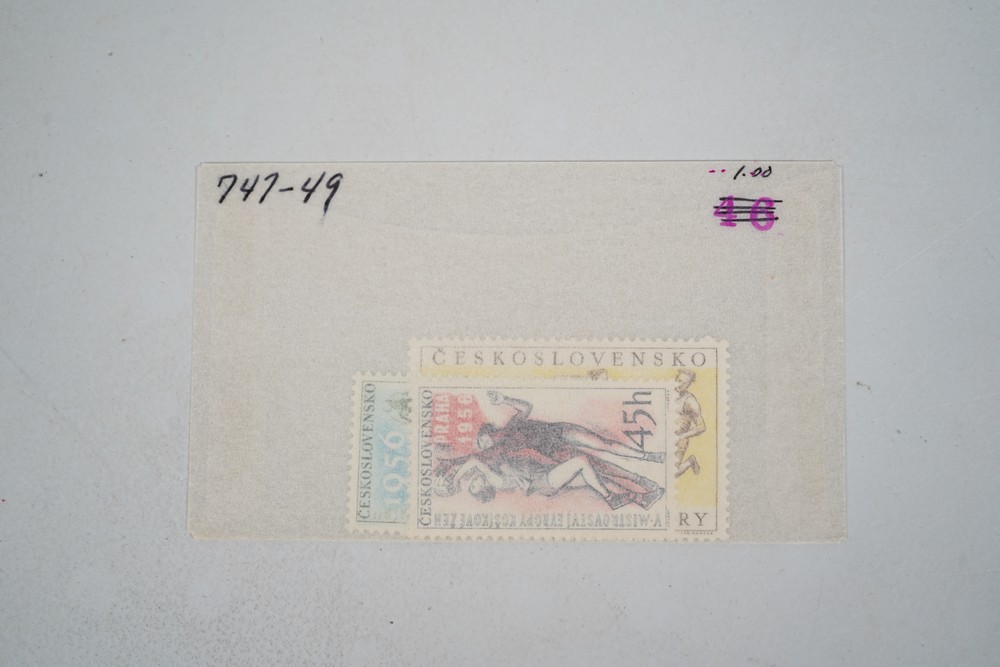 747-49
-- 1.00
46
ČESKOSLOVENSKO
RY
ČESKOSLOVENSKO
1956
ČESKOSLOVENSKO
PRAHA
1956
45h
V. MISTROVSTVÍ EVROPY KOŠÍKOVÉ ŽEN